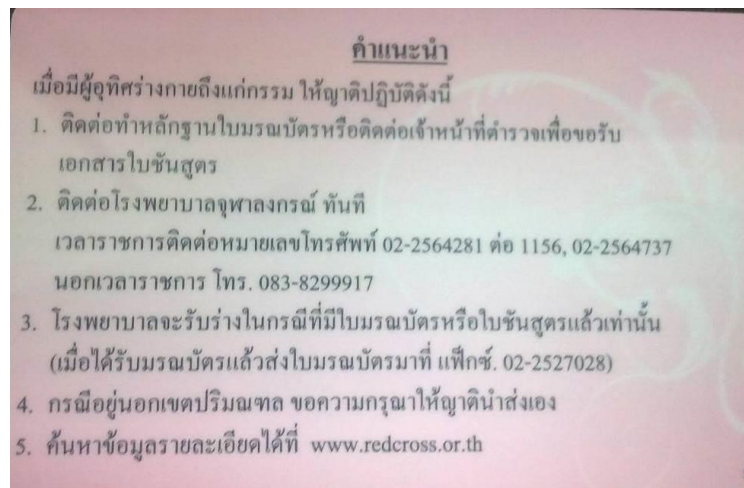 คำแนะนำ
เมื่อมีผู้อุทิศร่างกายถึงแก่กรรม ให้ญาติปฏิบัติดังนี้
1. ติดต่อทำหลักฐานใบมรณบัตรหรือติดต่อเจ้าหน้าที่ตำรวจเพื่อขอรับ
เอกสารใบชันสูตร
2. ติดต่อโรงพยาบาลจุฬาลงกรณ์ ทันที
เวลาราชการติดต่อหมายเลขโทรศัพท์ 02-2564281 ต่อ 1156, 02-2564737
นอกเวลาราชการ โทร. 083-8299917
3. โรงพยาบาลจะรับร่างในกรณีที่มีใบมรณบัตรหรือใบชันสูตรแล้วเท่านั้น
(เมื่อได้รับมรณบัตรแล้วส่งใบมรณบัตรมาที่ แฟ็กซ์. 02-2527028)
4. กรณีอยู่นอกเขตปริมณฑล ขอความกรุณาให้ญาตินำส่งเอง
5. ค้นหาข้อมูลรายละเอียดได้ที่ www.redcross.or.th